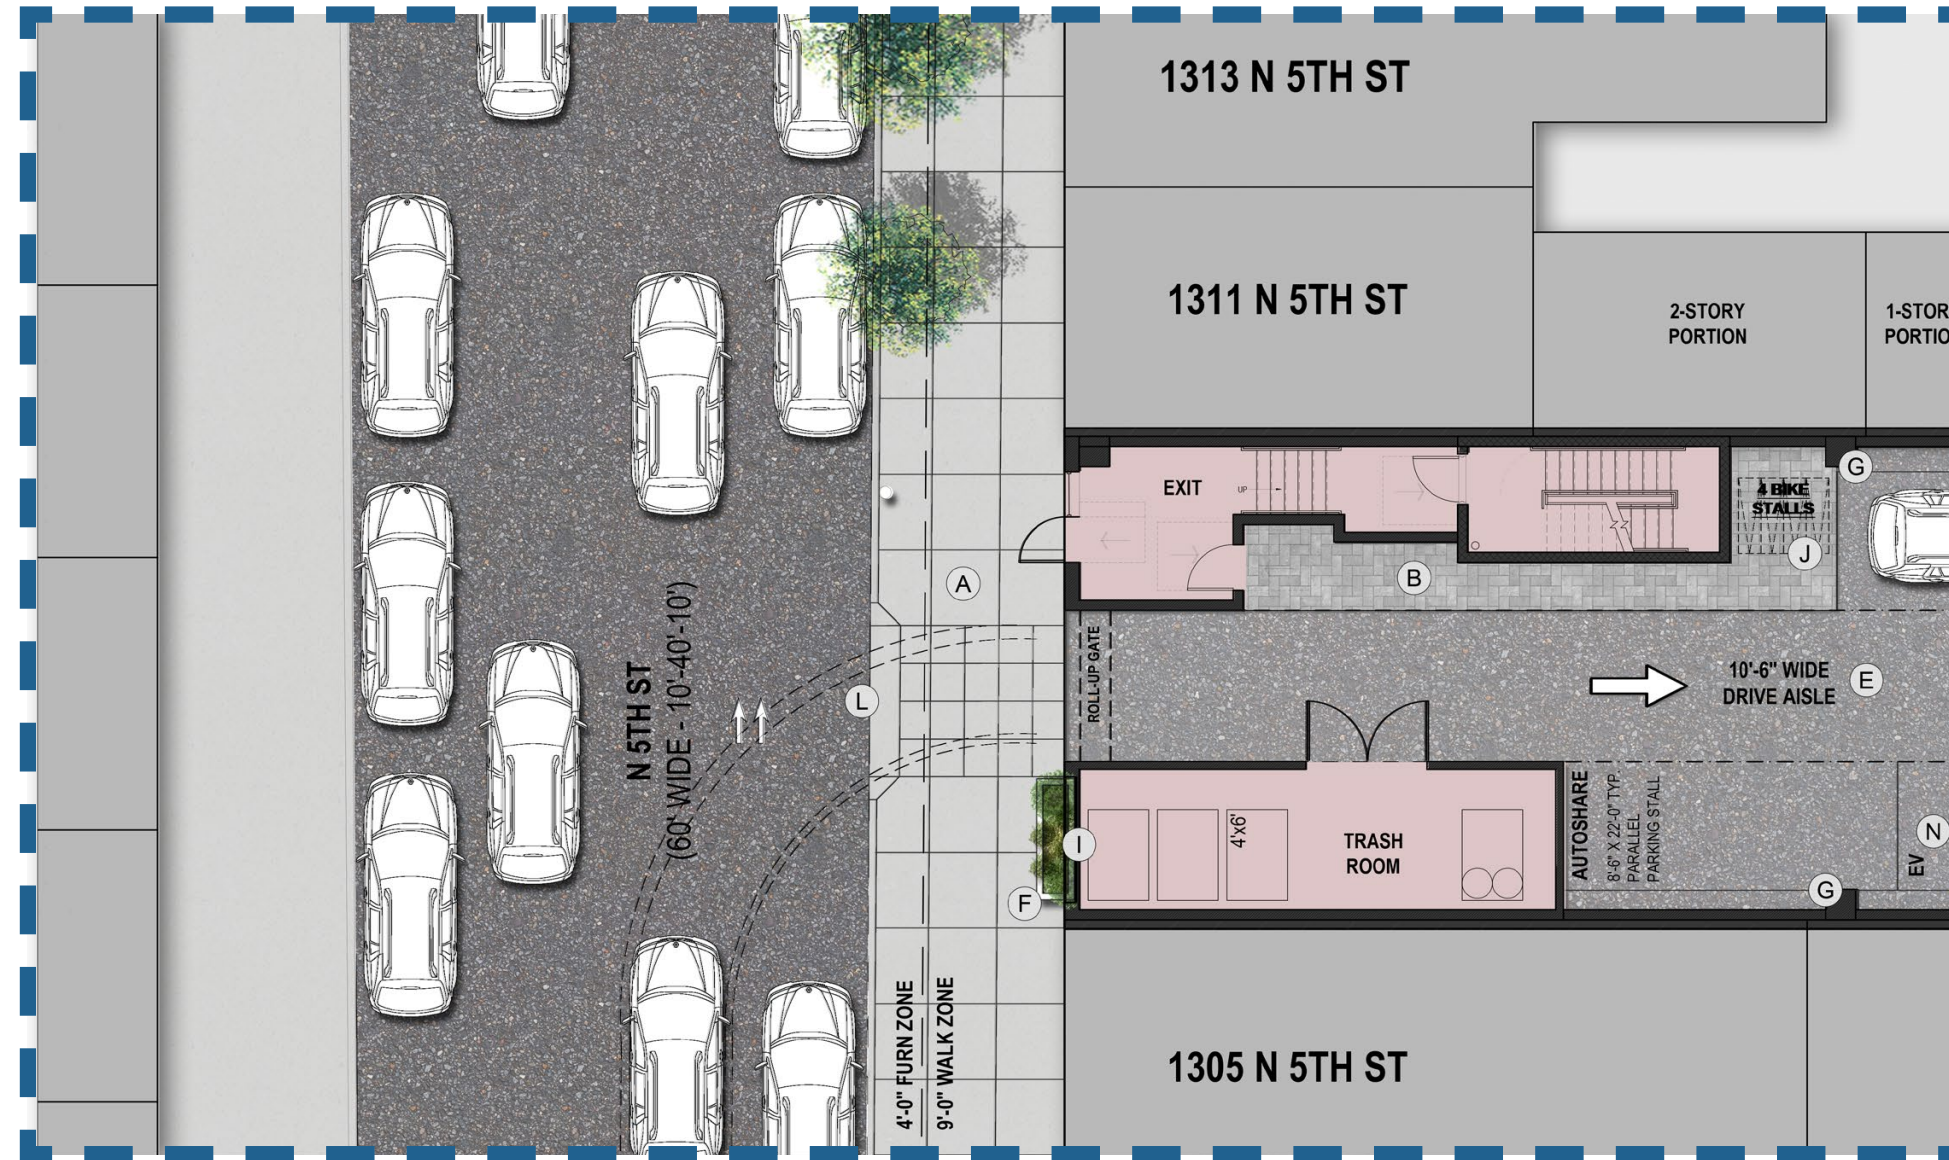 1313 N 5TH ST
1311 N 5TH ST
2-STORY
PORTION
1-STOR
PORTIO
EXIT
UP
G
4 BIKE
STALLS
J
B
A
N 5TH ST
(60' WIDE - 10'-40'-10')
L
ROLL-UP GATE
10'-6" WIDE
DRIVE AISLE
E
I
F
4'x6'
TRASH
ROOM
AUTOSHARE
8'-6" X 22'-0" TYP.
PARALLEL
PARKING STALL
G
EV
N
4'-0" FURN ZONE
9'-0" WALK ZONE
1305 N 5TH ST